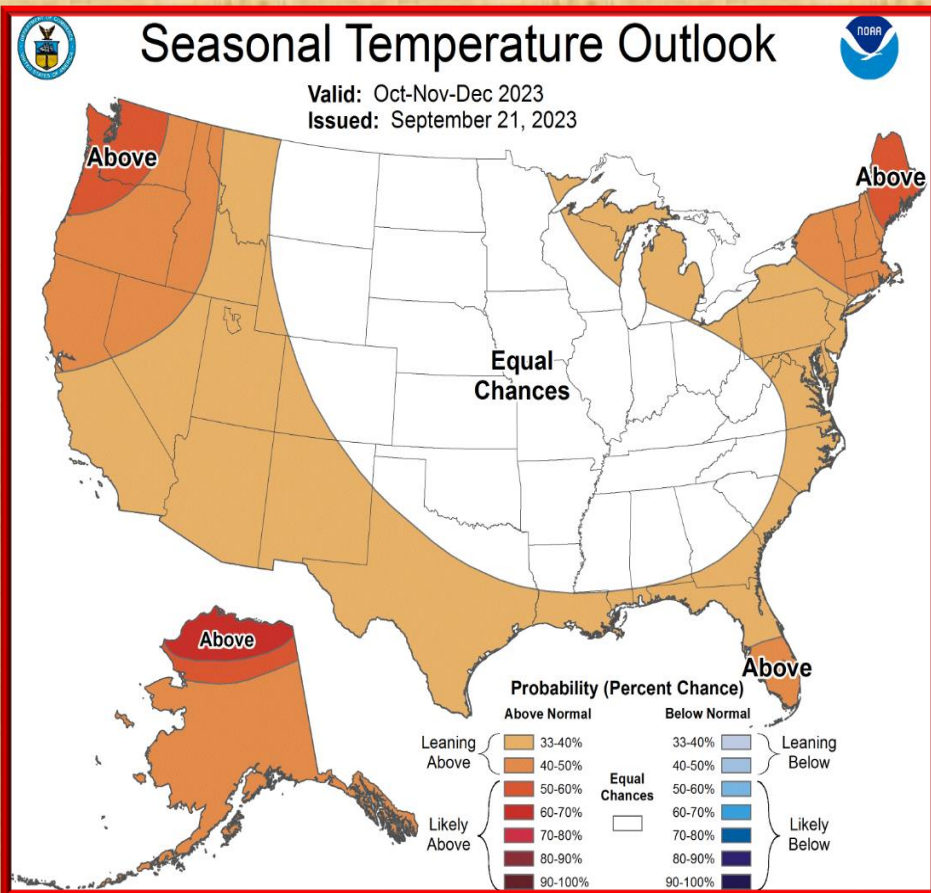 Seasonal Temperature Outlook
NOAA
Valid: Oct-Nov-Dec 2023
Issued: September 21, 2023
Above
Above
Equal
Chances
Above
Above
Probability (Percent Chance)
Above Normal
Below Normal
Leaning
Above
33-40%
40-50%
50-60%
60-70%
70-80%
80-90%
90-100%
Likely
Above
Equal
Chances
33-40%
40-50%
50-60%
60-70%
70-80%
80-90%
90-100%
Leaning
Below
Likely
Below